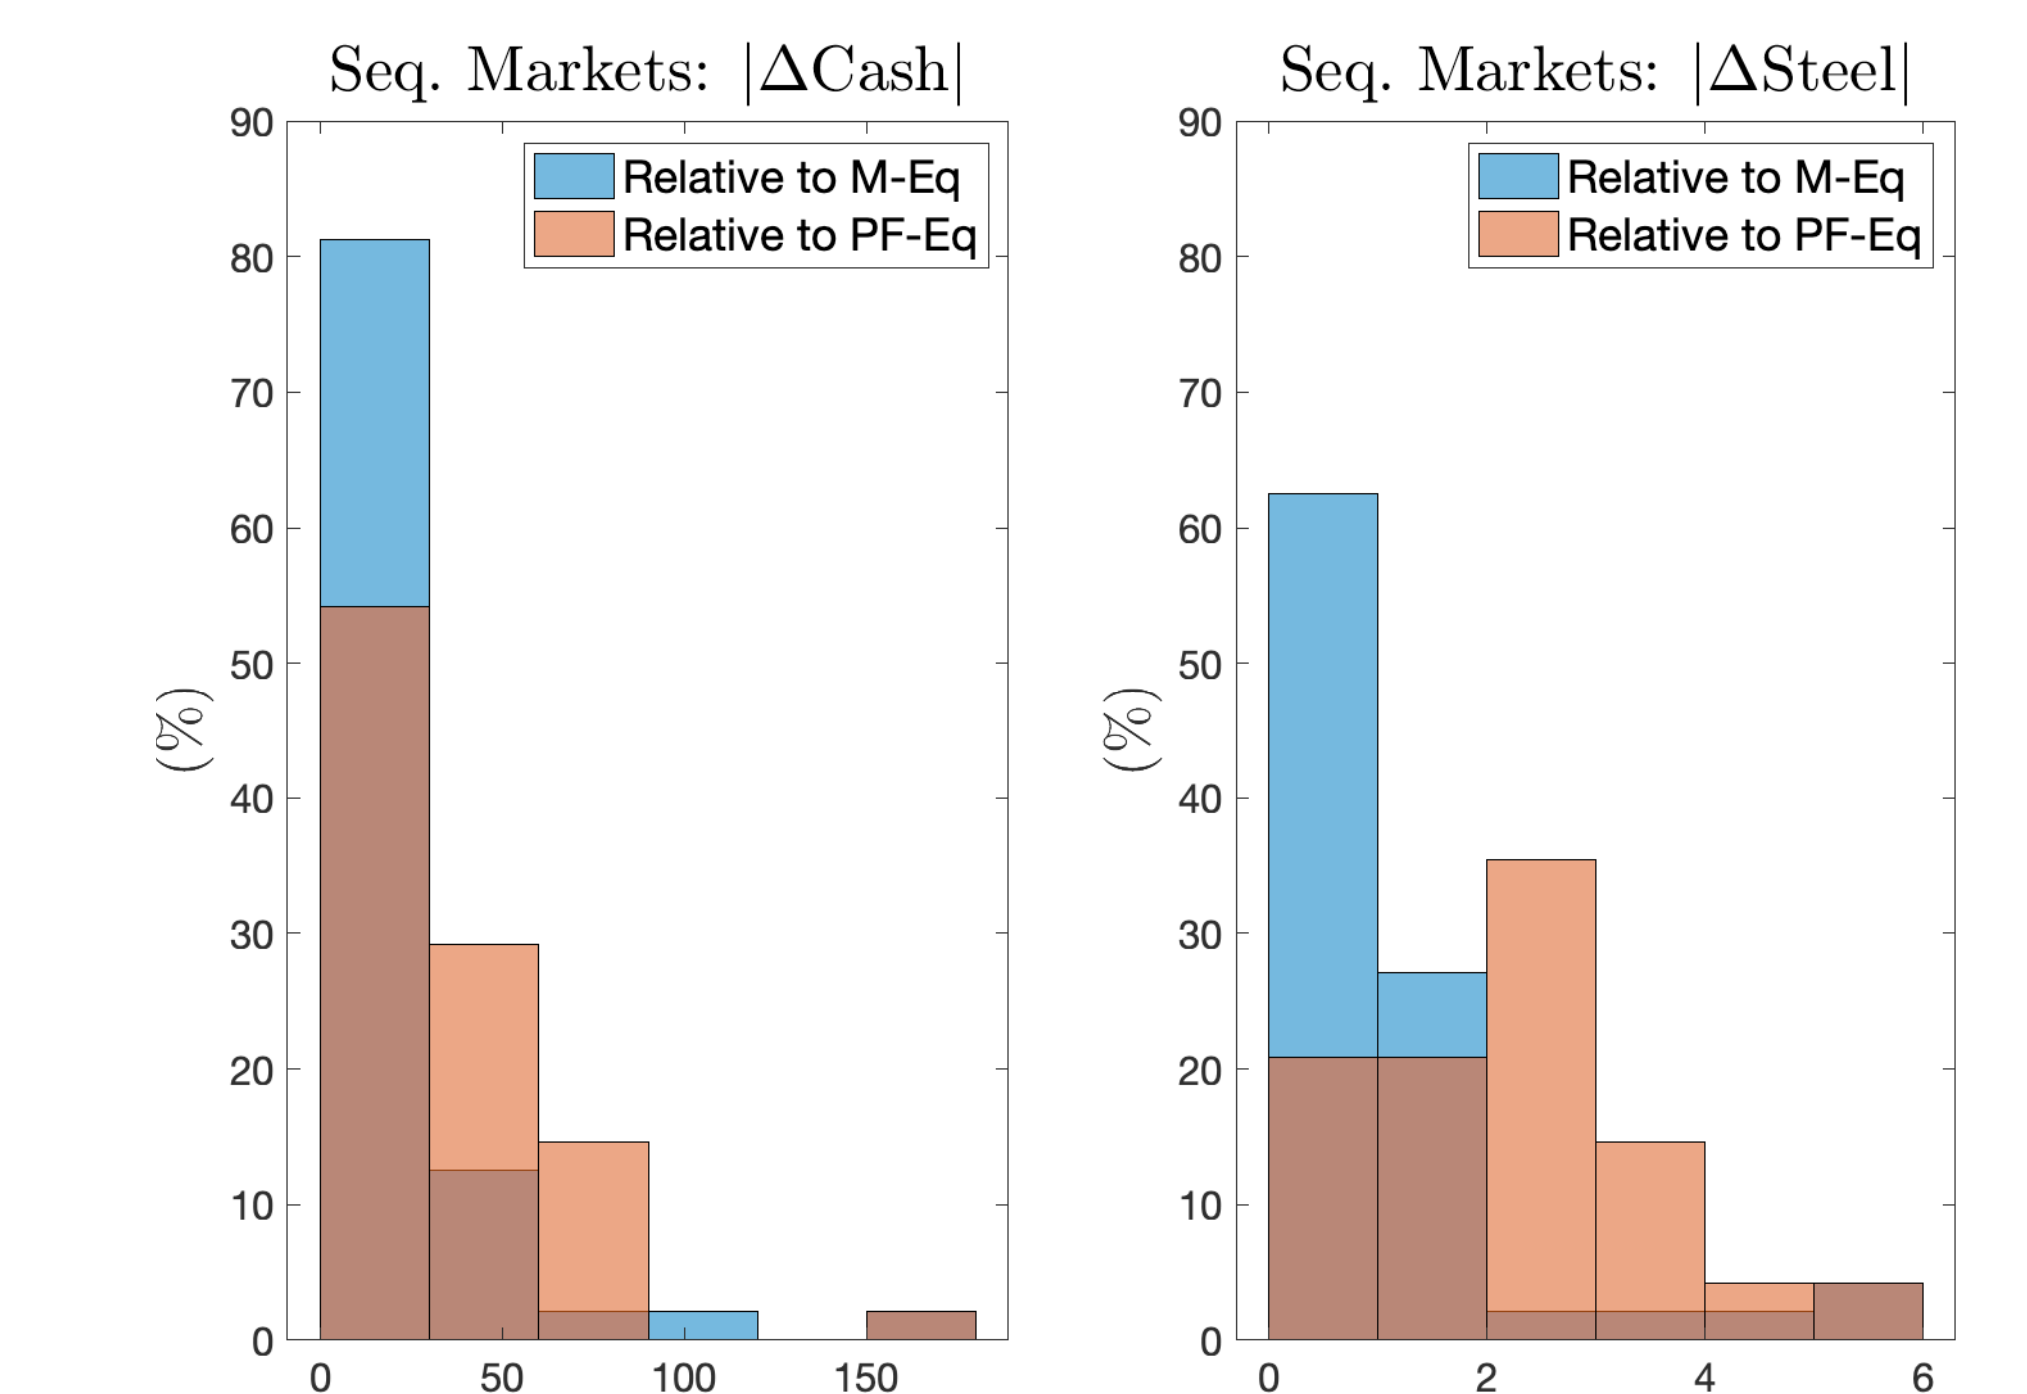 Seq. Markets: |ΔCash|
90
80
70
60
50
40
30
20
10
0
(%)
0 50 100 150
Relative to M-Eq
Relative to PF-Eq
Seq. Markets: |ΔSteel|
90
80
70
60
50
40
30
20
10
0
(%)
0 2 4 6
Relative to M-Eq
Relative to PF-Eq